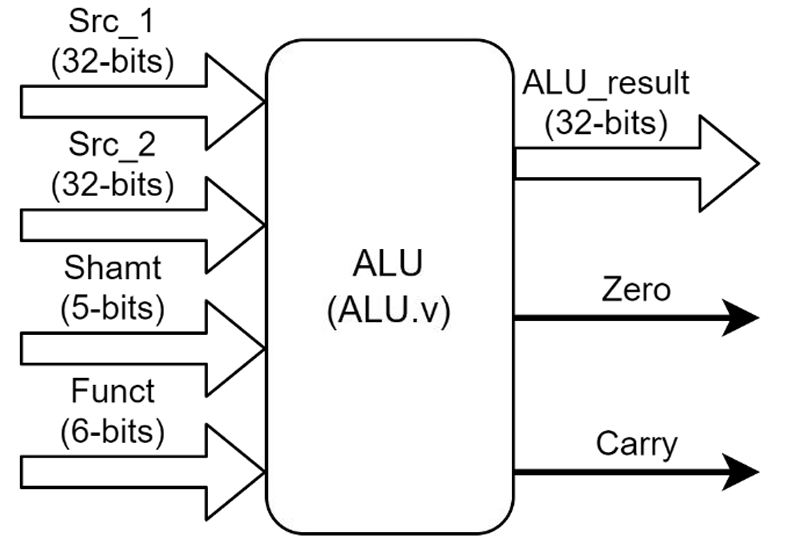 Src_1
(32-bits)
Src_2
(32-bits)
Shamt
(5-bits)
Funct
(6-bits)
ALU
(ALU.v)
ALU_result
(32-bits)
Zero
Carry